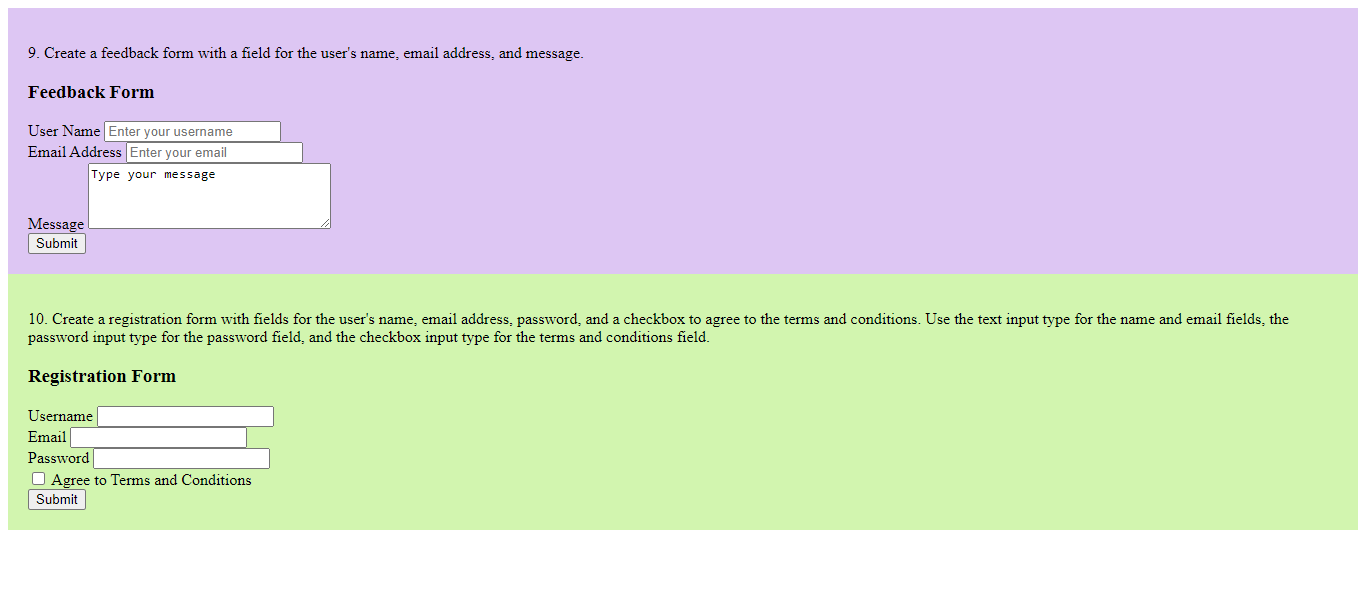 9. Create a feedback form with a field for the user's name, email address, and message.
Feedback Form
User Name Enter your username
Email Address Enter your email
Type your message
Message
Submit
10. Create a registration form with fields for the user's name, email address, password, and a checkbox to agree to the terms and conditions. Use the text input type for the name and email fields, the
password input type for the password field, and the checkbox input type for the terms and conditions field.
Registration Form
Username
Email
Password
Agree to Terms and Conditions
Submit